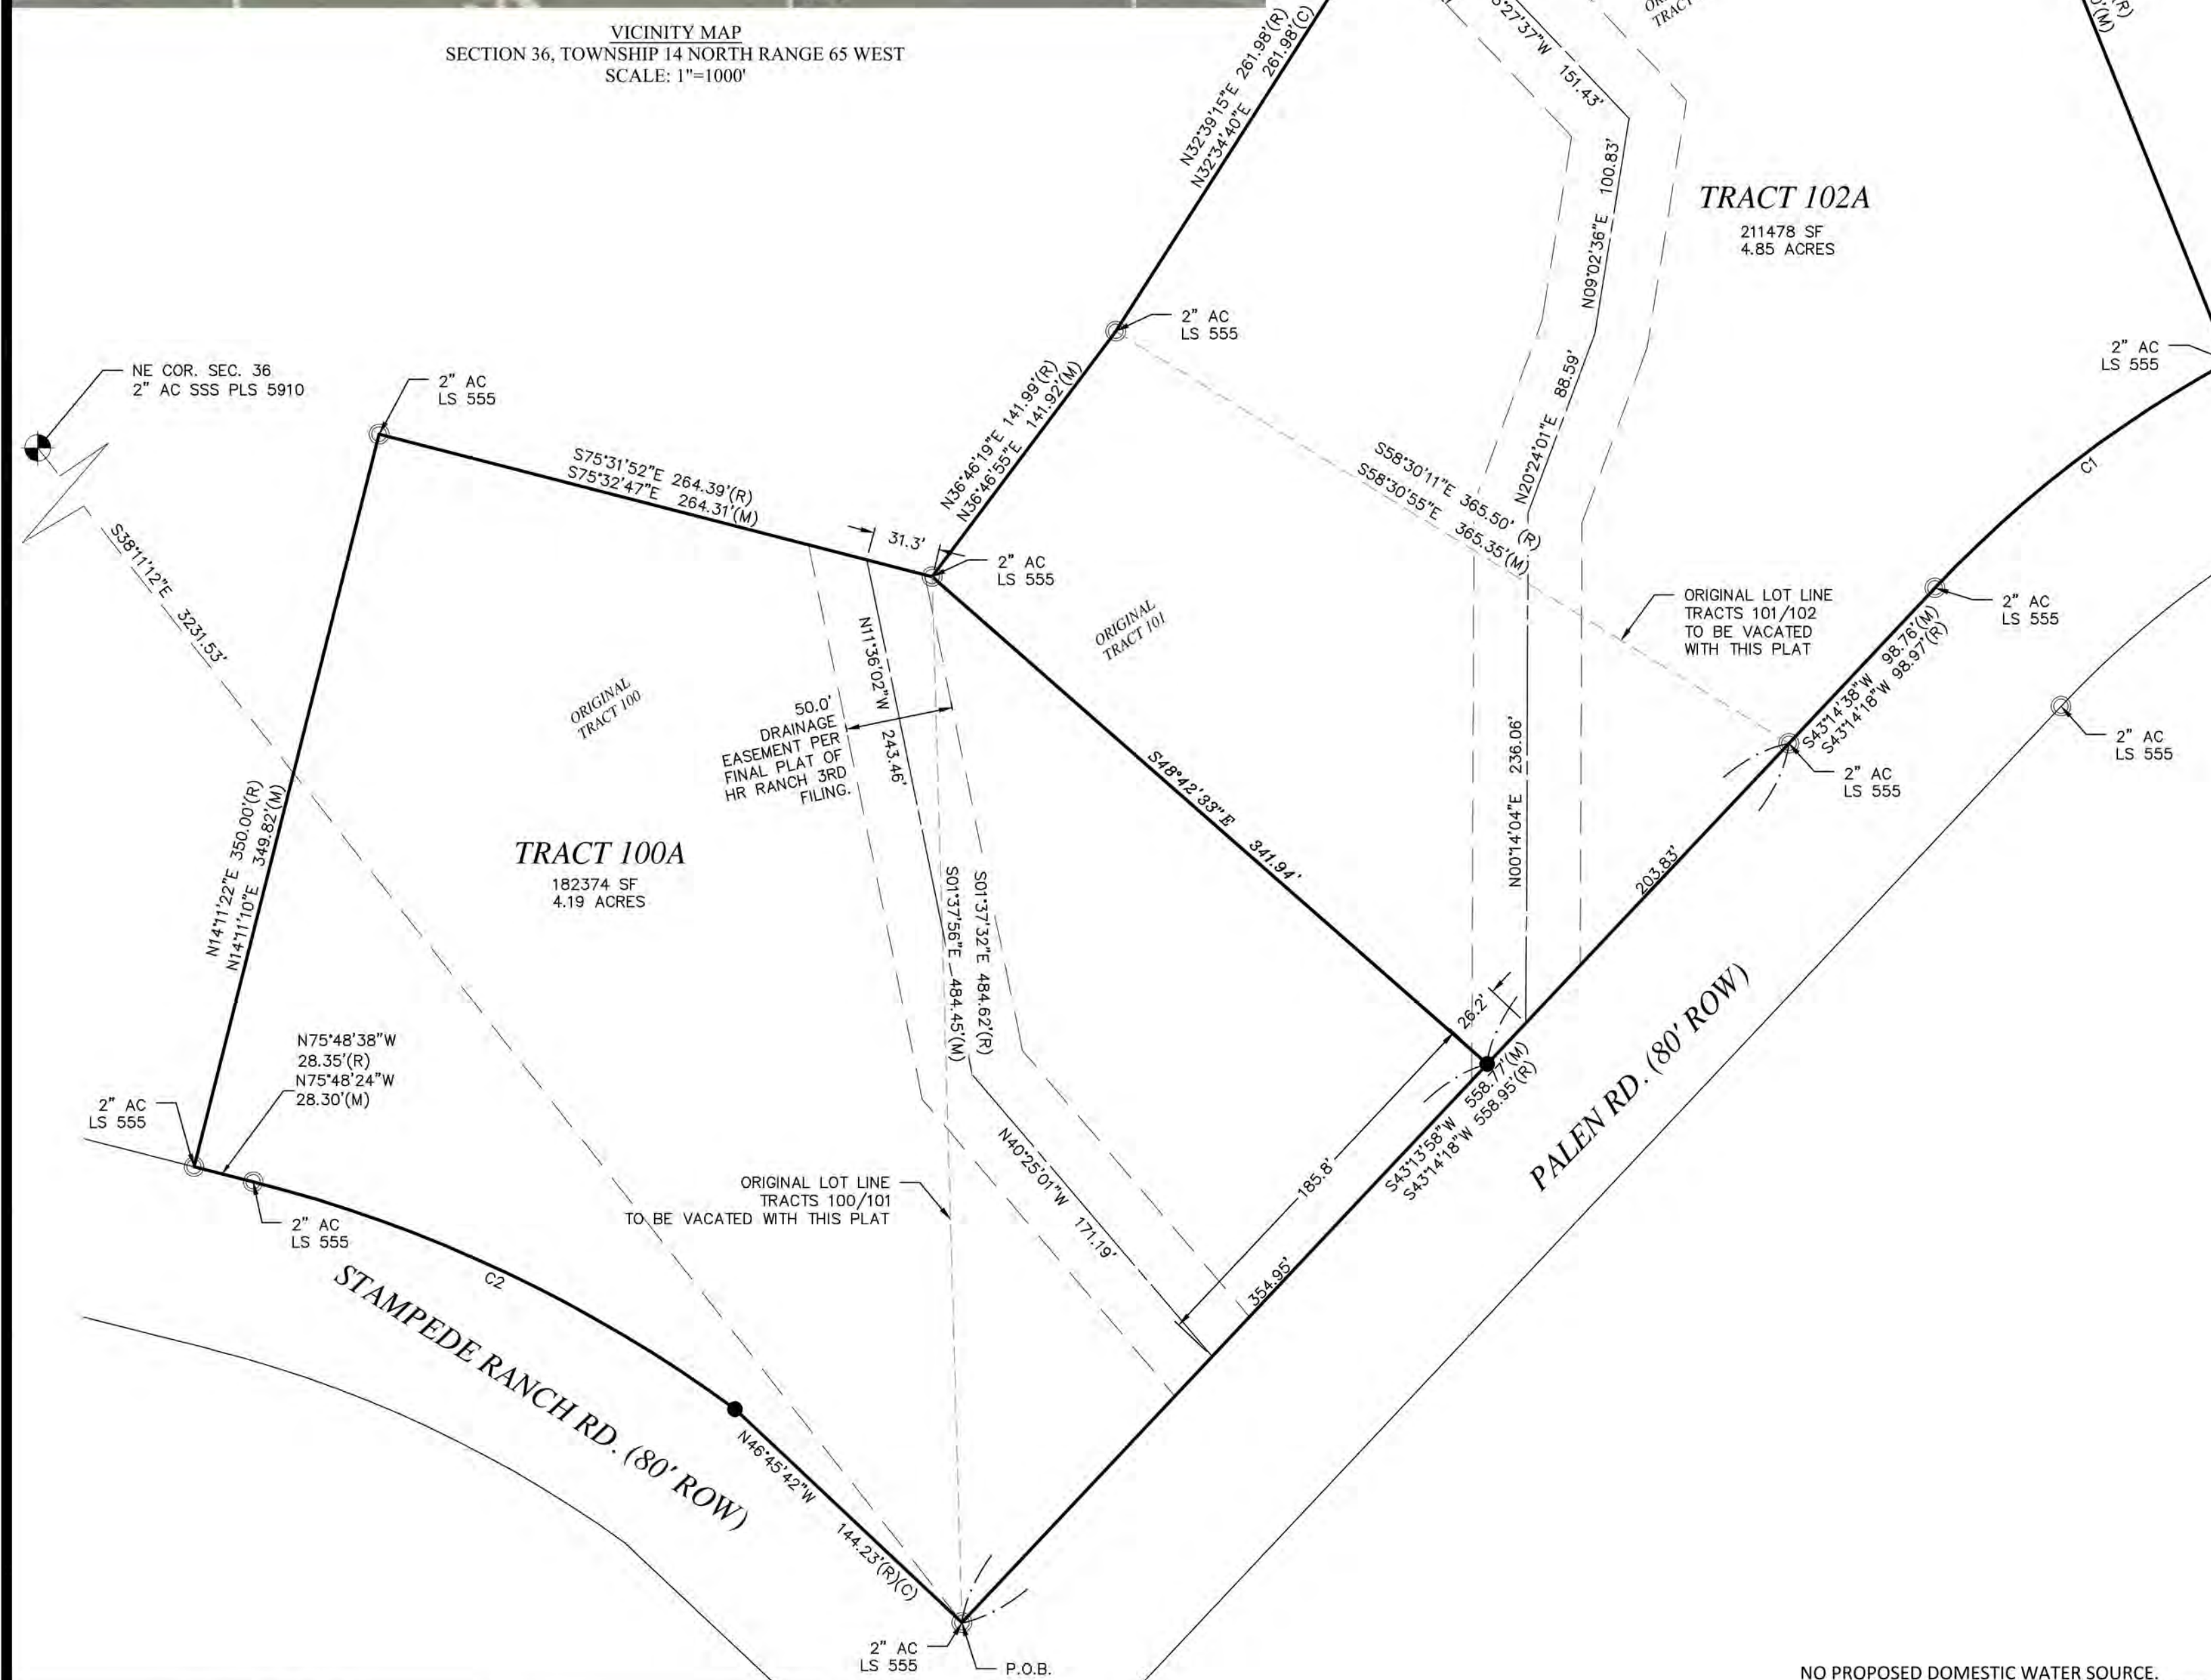 VICINITY MAP
SECTION 36, TOWNSHIP 14 NORTH RANGE 65 WEST
SCALE: 1"=1000'
N32°39'15"E 261.98'(R)
N32°34'40"E 261.98'(C)
27'37"W 151.43'
TRACT
(R)
(M)
N09°02'36"E 100.83'
TRACT 102A
211478 SF
4.85 ACRES
2" AC
LS 555
2" AC
LS 555
NE COR. SEC. 36
2" AC SSS PLS 5910
2" AC
LS 555
N36°46'19"E 141.99'(R)
N36°46'55"E 141.92'(M)
N20°24'01"E 88.59'
C1
S75°31'52"E 264.39'(R)
S75°32'47"E 264.31'(M)
S58°30'11"E 365.50' (R)
S58°30'55"E 365.35'(M)
31.3'
2" AC
LS 555
S38°11'12"E 3231.53'
ORIGINAL
TRACT 101
ORIGINAL LOT LINE
TRACTS 101/102
TO BE VACATED
WITH THIS PLAT
2" AC
LS 555
S43°14'38"W 98.76'(M)
S43°14'18"W 98.97'(R)
ORIGINAL
TRACT 100
N11°36'02"W 243.46'
50.0'
DRAINAGE
EASEMENT PER
FINAL PLAT OF
HR RANCH 3RD
FILING.
2" AC
LS 555
2" AC
LS 555
S48°42'33"E 341.94'
N00°14'04"E 236.06'
203.83'
N14°11'22"E 350.00'(R)
N14°11'10"E 349.82'(M)
TRACT 100A
182374 SF
4.19 ACRES
S01°37'56"E 484.45'(M)
S01°37'32"E 484.62'(R)
26.2'
PALEN RD. (80' ROW)
N75°48'38"W
28.35'(R)
N75°48'24"W
28.30'(M)
2" AC
LS 555
S43°13'58"W 558.77'(M)
S43°14'18"W 558.95'(R)
185.8'
N40°25'01"W 171.19'
ORIGINAL LOT LINE
TRACTS 100/101
TO BE VACATED WITH THIS PLAT
2" AC
LS 555
C2
354.95'
STAMPEDE RANCH RD. (80' ROW)
N46°45'42"W 144.23'(R)(C)
2" AC
LS 555
P.O.B.
NO PROPOSED DOMESTIC WATER SOURCE.